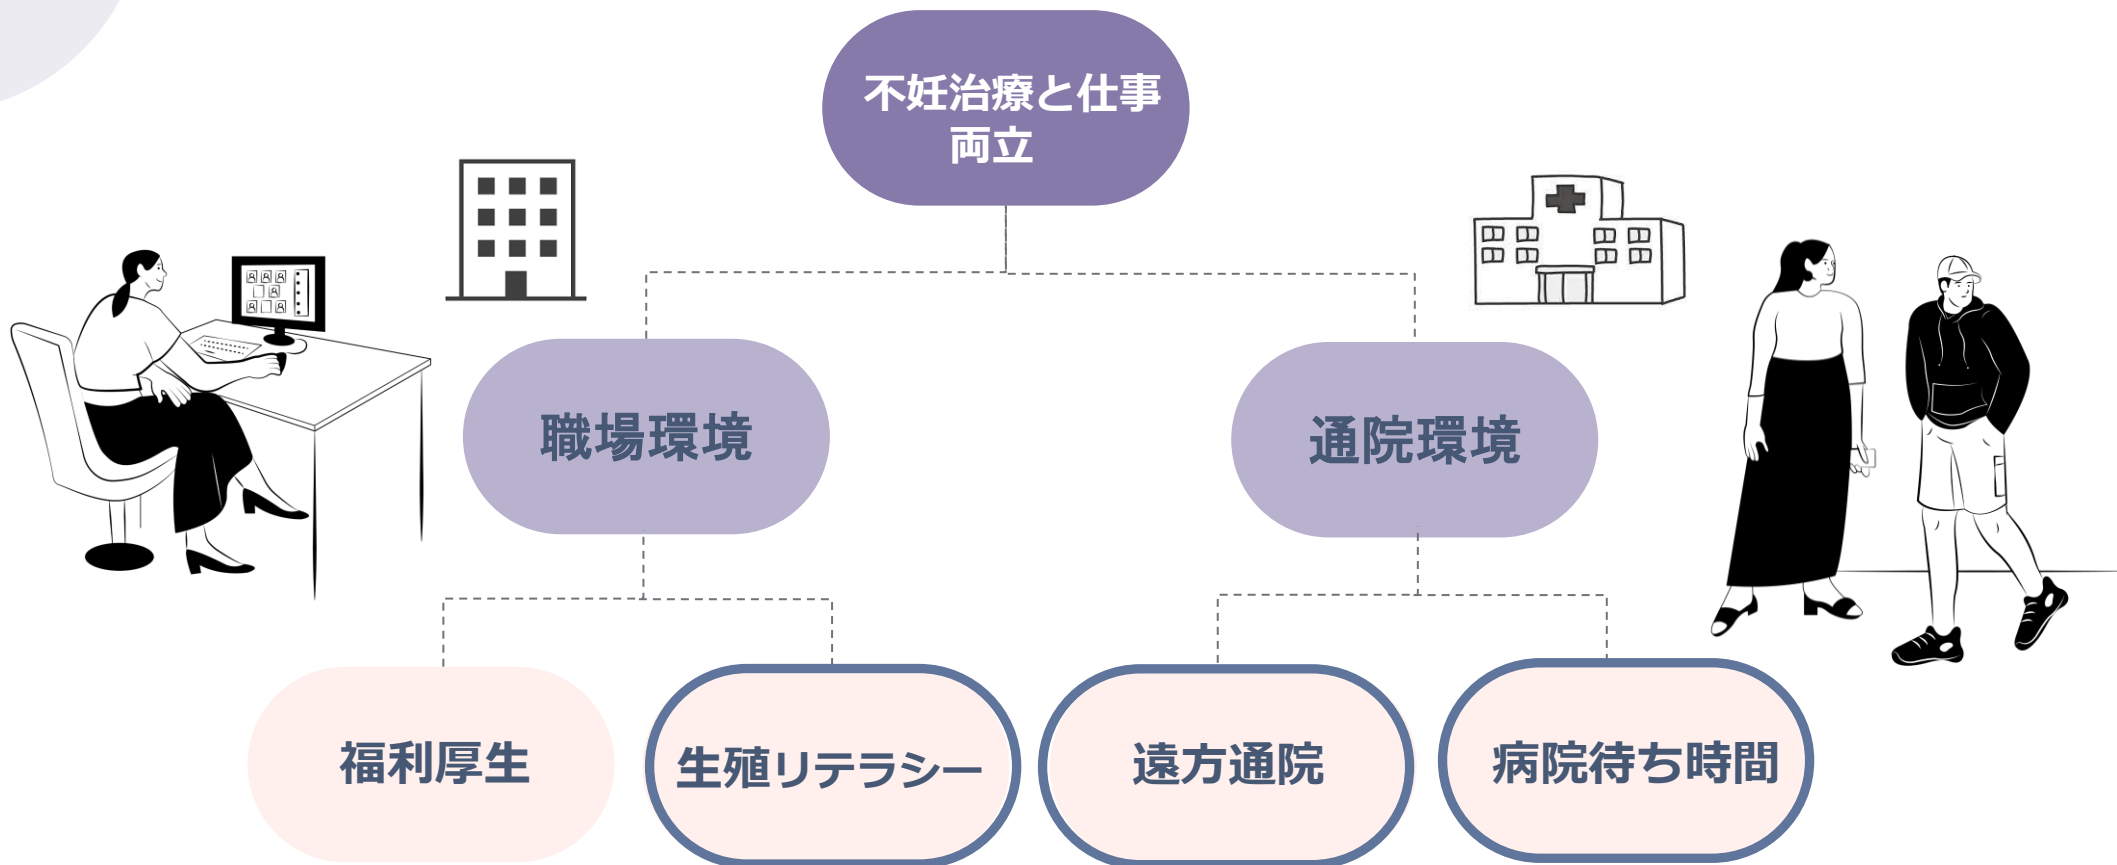 不妊治療と仕事
両立
職場環境
通院環境
福利厚生
生殖リテラシー
遠方通院
病院待ち時間